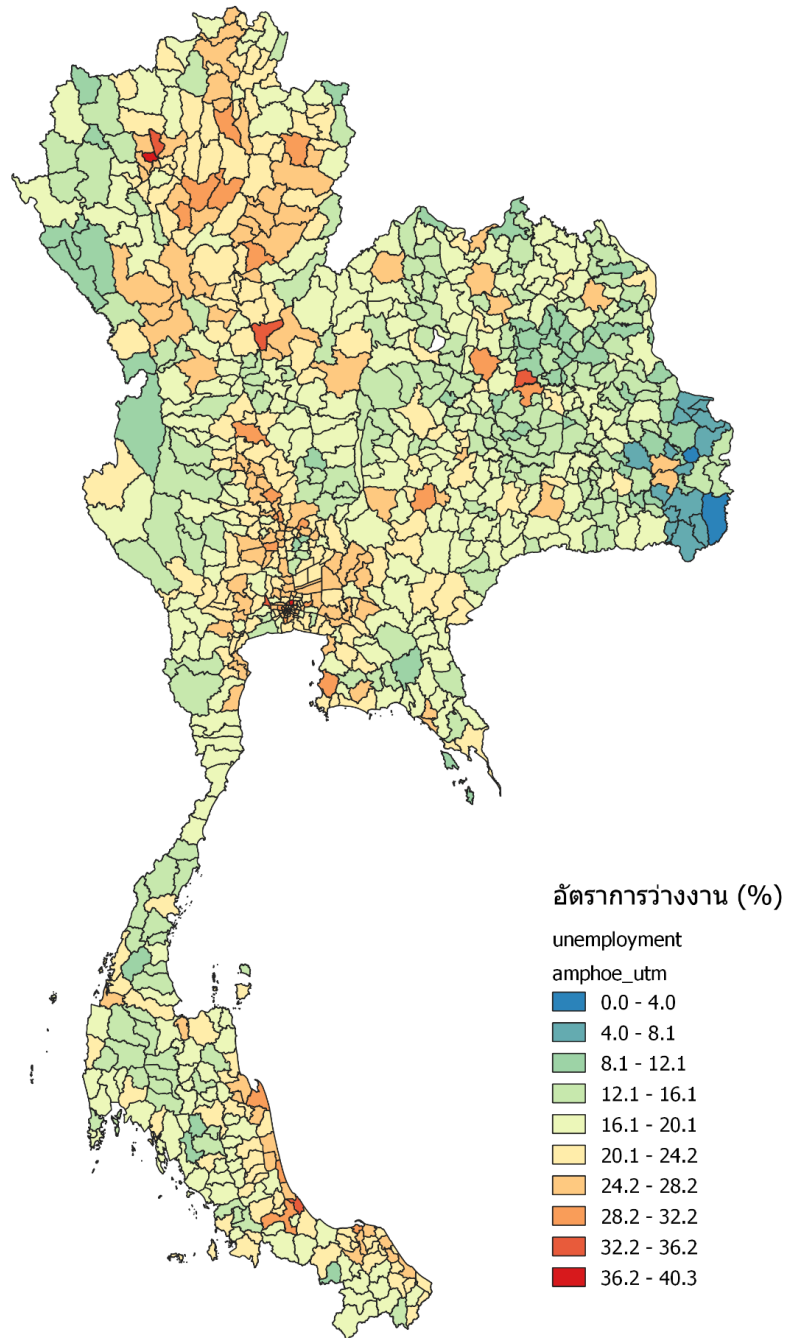 อัตราการว่างงาน (%)
unemployment
amphoe_utm
0.0 - 4.0
4.0 - 8.1
8.1 - 12.1
12.1 - 16.1
16.1 - 20.1
20.1 - 24.2
24.2 - 28.2
28.2 - 32.2
32.2 - 36.2
36.2 - 40.3